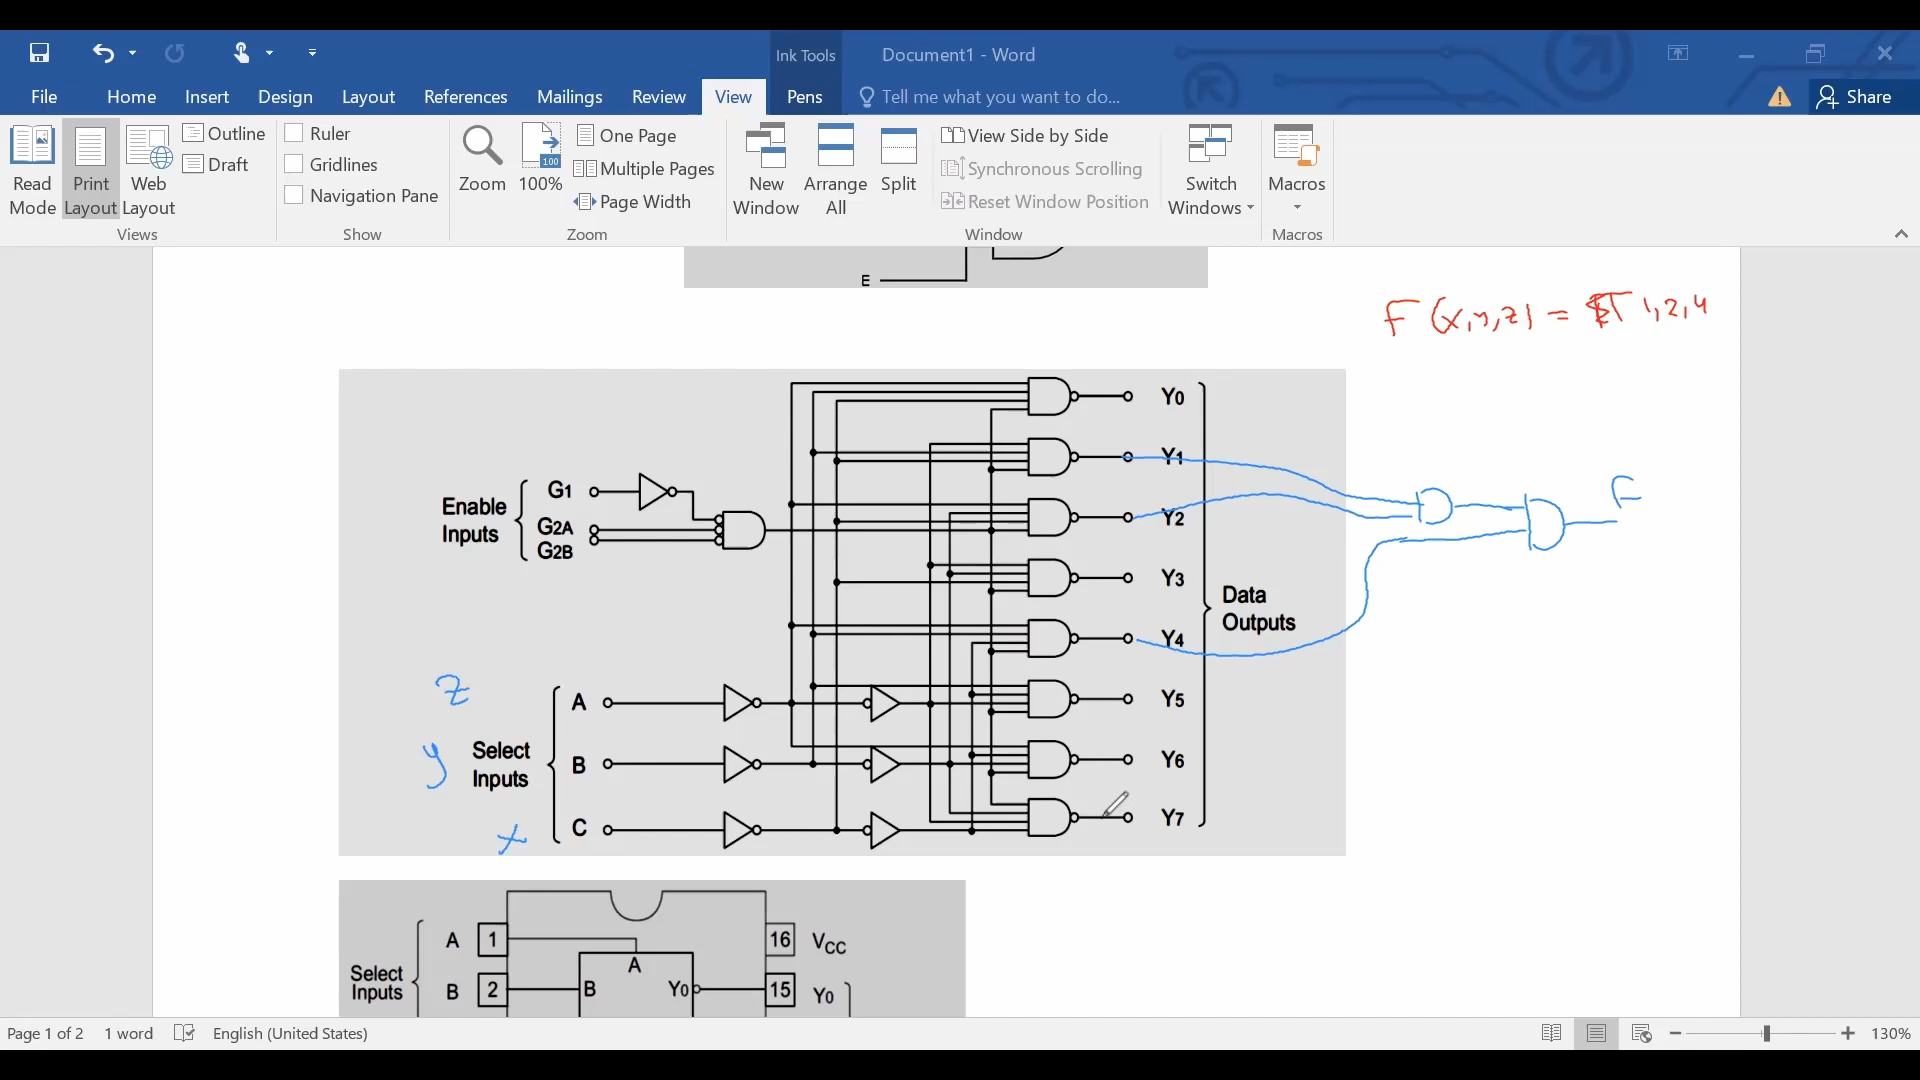 Ink Tools
Document1 - Word
File Home Insert Design Layout References Mailings Review View Pens Tell me what you want to do... Share
Read Mode
Print Layout
Web Layout
Outline
Draft
Views
Ruler
Gridlines
Navigation Pane
Show
Zoom
100
100%
One Page
Multiple Pages
Page Width
Zoom
New Window
Arrange All
Split
View Side by Side
Synchronous Scrolling
Reset Window Position
Window
Switch Windows
Macros
Macros
E
F (x,y,z) = π 1,2,4
Enable Inputs
G1
G2A
G2B
Y0
Y1
Y2
Y3
Y4
Y5
Y6
Y7
Data Outputs
F
z
y
x
Select Inputs
A
B
C
Select Inputs
A 1
B 2
A
B Y0
16 VCC
15 Y0
Page 1 of 2 1 word English (United States) 130%